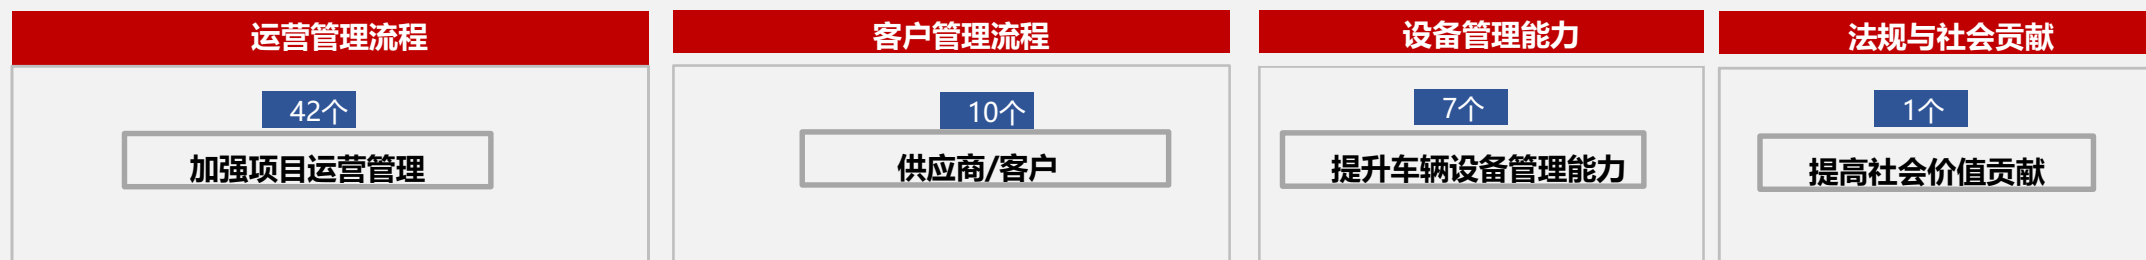 运营管理流程
42个
加强项目运营管理
客户管理流程
10个
供应商/客户
设备管理能力
7个
提升车辆设备管理能力
法规与社会贡献
1个
提高社会价值贡献